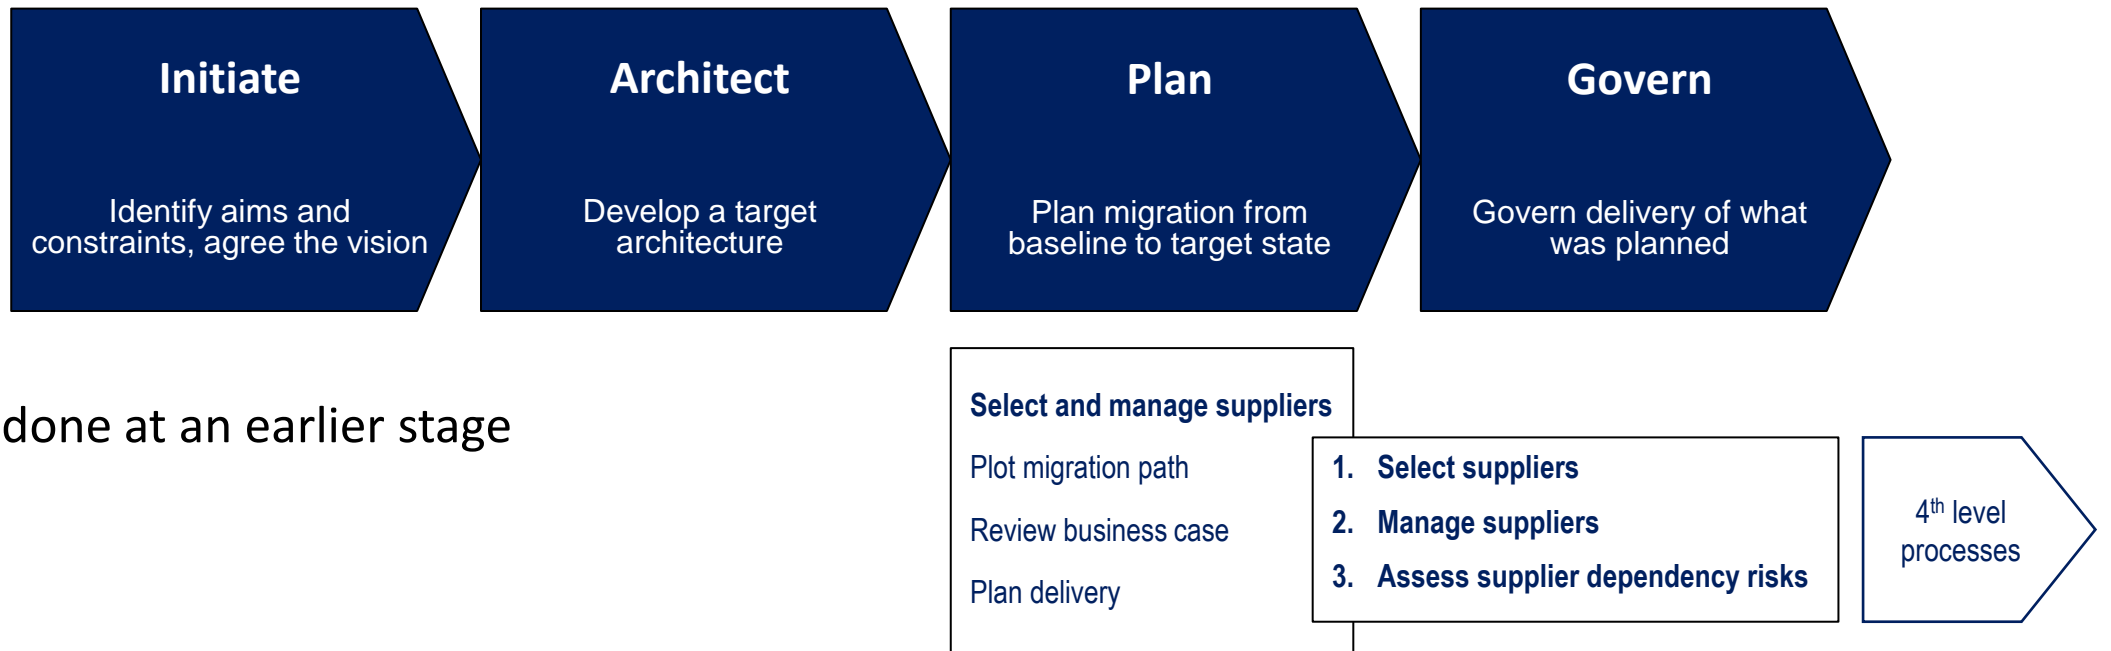 Initiate
Identify aims and
constraints, agree the vision
Architect
Develop a target
architecture
Plan
Plan migration from
baseline to target state
Govern
Govern delivery of what
was planned
done at an earlier stage
Select and manage suppliers
Plot migration path
Review business case
Plan delivery
1. Select suppliers
2. Manage suppliers
3. Assess supplier dependency risks
4th level
processes